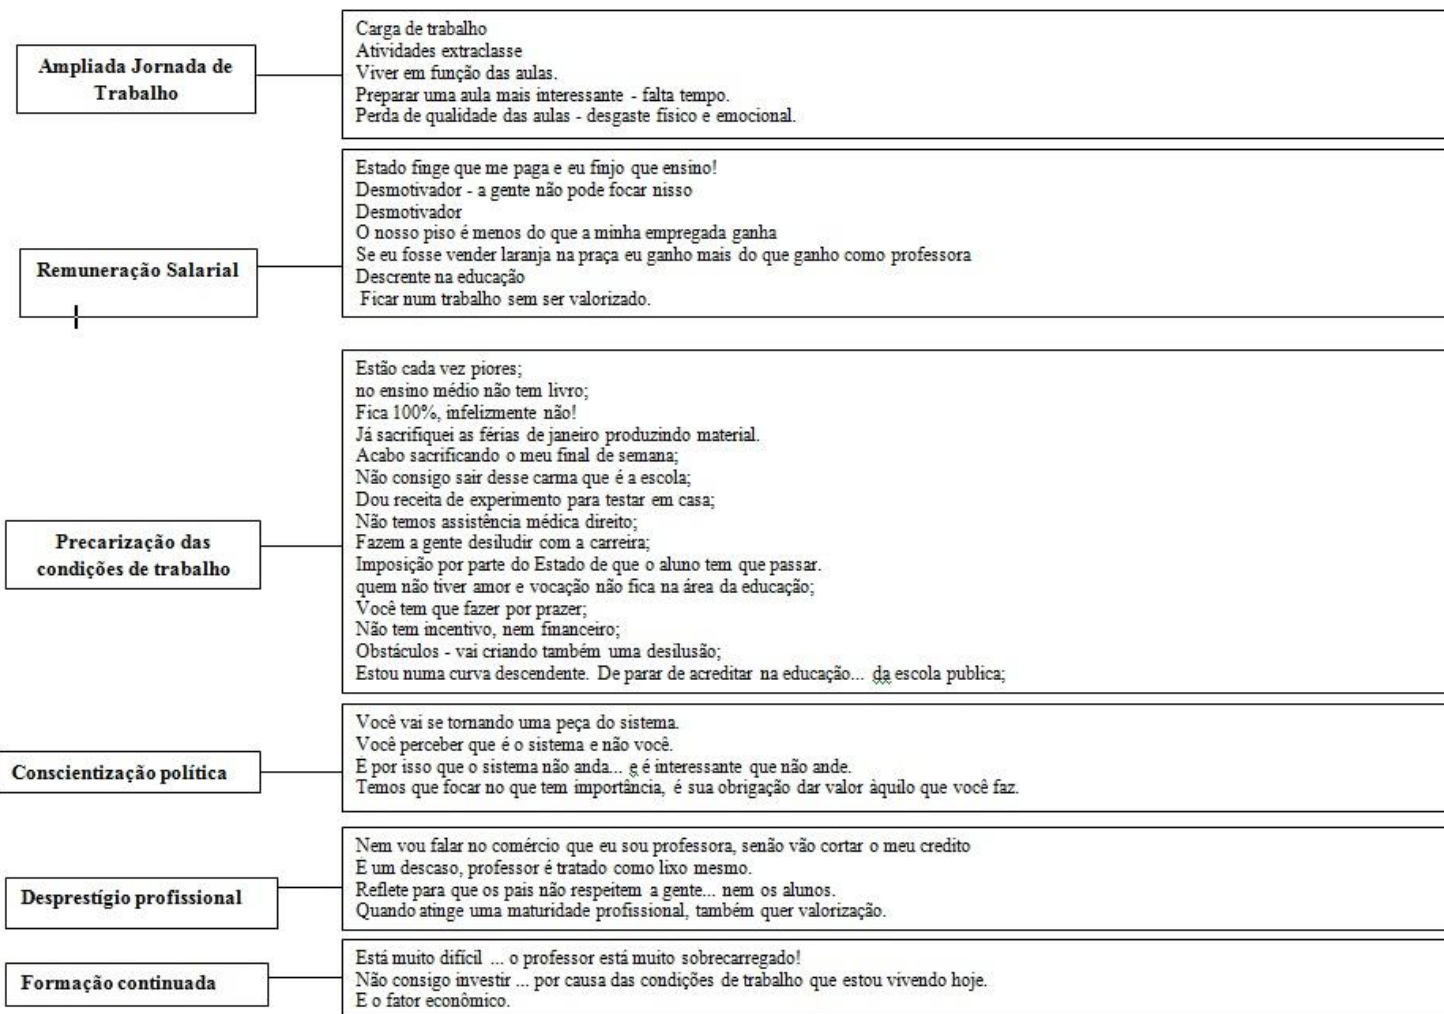 Ampliada Jornada de
Trabalho
Carga de trabalho
Atividades extraclasse
Viver em função das aulas.
Preparar uma aula mais interessante - falta tempo.
Perda de qualidade das aulas - desgaste físico e emocional.
Remuneração Salarial
Estado finge que me paga e eu finjo que ensino!
Desmotivador - a gente não pode focar nisso
Desmotivador
O nosso piso é menos do que a minha empregada ganha
Se eu fosse vender laranja na praça eu ganho mais do que ganho como professora
Descrente na educação
Ficar num trabalho sem ser valorizado.
Precarização das
condições de trabalho
Estão cada vez piores;
no ensino médio não tem livro;
Fica 100%, infelizmente não!
Já sacrifiquei as férias de janeiro produzindo material.
Acabo sacrificando o meu final de semana;
Não consigo sair desse carma que é a escola;
Dou receita de experimento para testar em casa;
Não temos assistência médica direito;
Fazem a gente desiludir com a carreira;
Imposição por parte do Estado de que o aluno tem que passar.
quem não tiver amor e vocação não fica na área da educação;
Você tem que fazer por prazer;
Não tem incentivo, nem financeiro;
Obstáculos - vai criando também uma desilusão;
Estou numa curva descendente. De parar de acreditar na educação... da escola publica;
Conscientização política
Você vai se tornando uma peça do sistema.
Você perceber que é o sistema e não você.
É por isso que o sistema não anda... e é interessante que não ande.
Temos que focar no que tem importância, é sua obrigação dar valor àquilo que você faz.
Desprestígio profissional
Nem vou falar no comércio que eu sou professora, senão vão cortar o meu credito
É um descaso, professor é tratado como lixo mesmo.
Reflete para que os pais não respeitem a gente... nem os alunos.
Quando atinge uma maturidade profissional, também quer valorização.
Formação continuada
Está muito difícil ... o professor está muito sobrecarregado!
Não consigo investir ... por causa das condições de trabalho que estou vivendo hoje.
E o fator econômico.